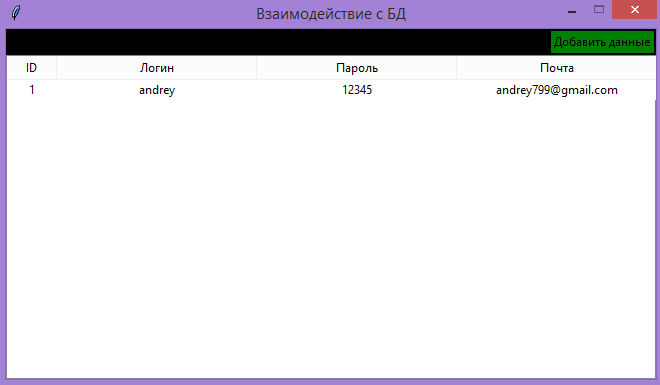 Взаимодействие с БД
Добавить данные
ID Логин Пароль Почта
1 andrey 12345 andrey799@gmail.com